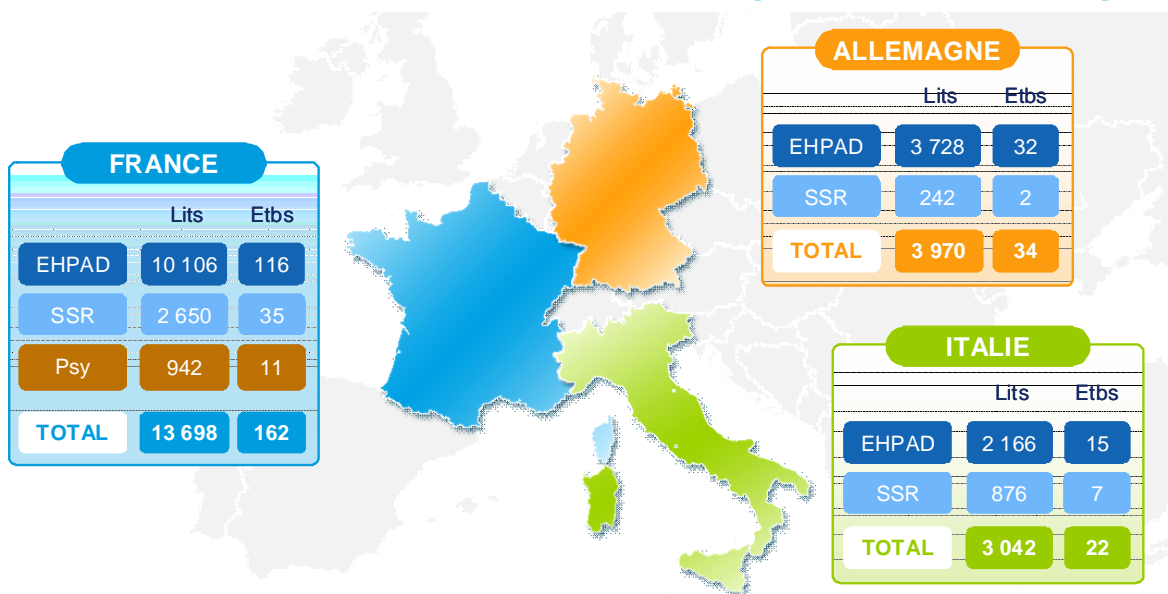 FRANCE
Lits Etbs
EHPAD 10 106 116
SSR 2 650 35
Psy 942 11
TOTAL 13 698 162
ALLEMAGNE
Lits Etbs
EHPAD 3 728 32
SSR 242 2
TOTAL 3 970 34
ITALIE
Lits Etbs
EHPAD 2 166 15
SSR 876 7
TOTAL 3 042 22